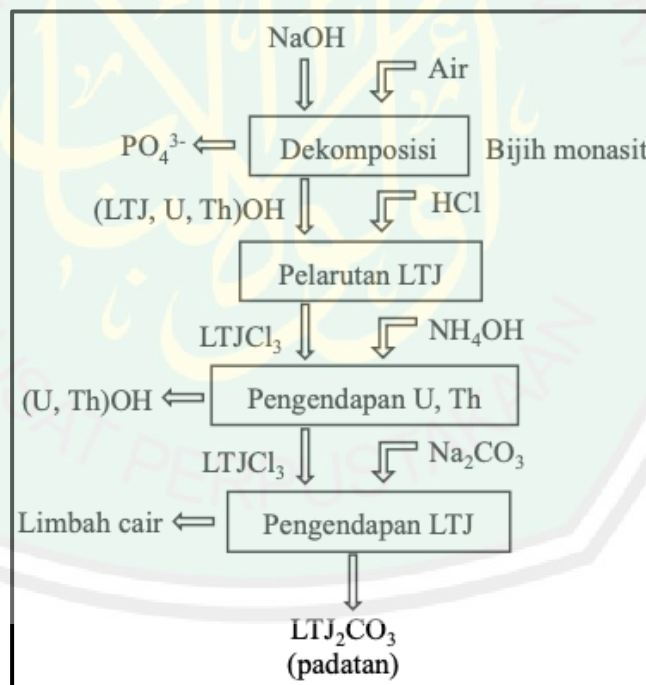 NaOH
Air
PO₄³⁻
Dekomposisi
Bijih monasit
(LTJ, U, Th)OH
HCl
Pelarutan LTJ
LTJCl₃
NH₄OH
(U, Th)OH
Pengendapan U, Th
LTJCl₃
Na₂CO₃
Limbah cair
Pengendapan LTJ
LTJ₂CO₃
(padatan)